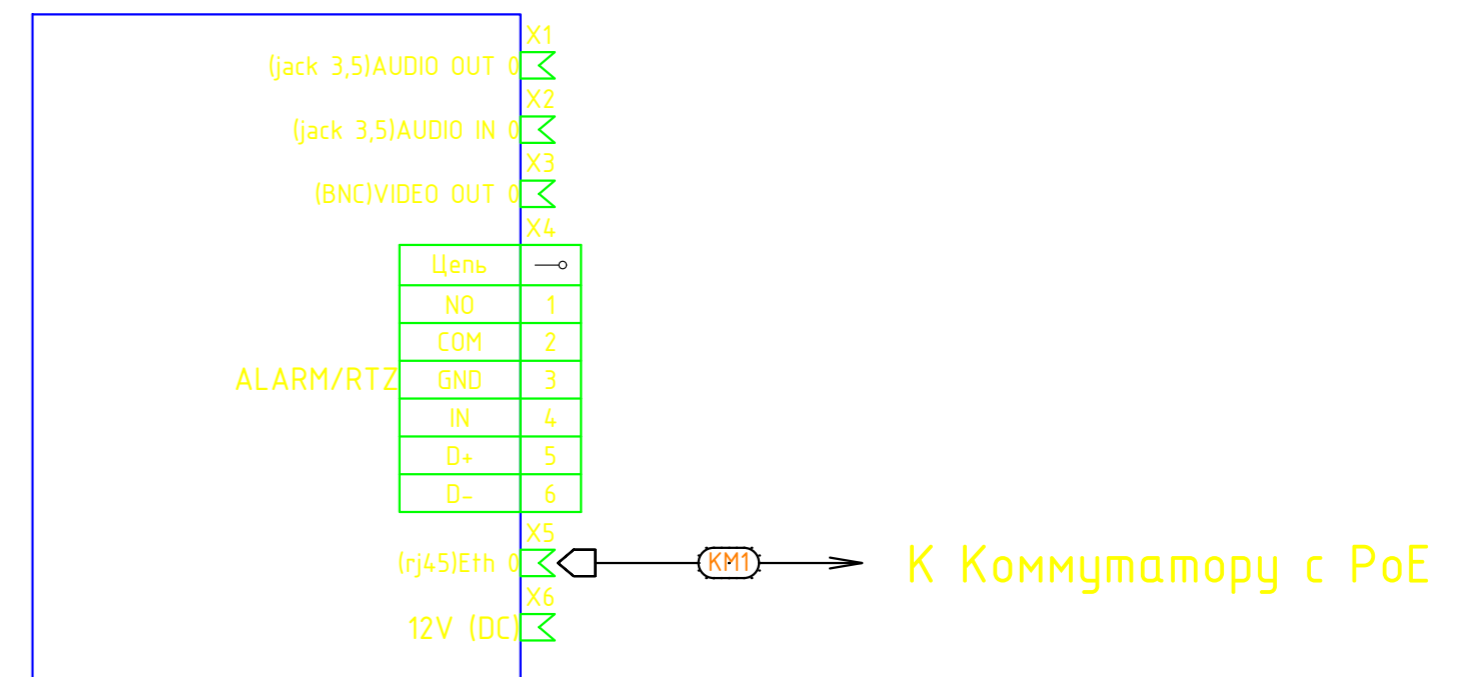 X1
(jack 3,5)AUDIO OUT 0
X2
(jack 3,5)AUDIO IN 0
X3
(BNC)VIDEO OUT 0
X4
Цепь
NO 1
COM 2
ALARM/RTZ GND 3
IN 4
D+ 5
D- 6
X5
(rj45)Eth 0 КМ1 К Коммутатору с PoE
X6
12V (DC)